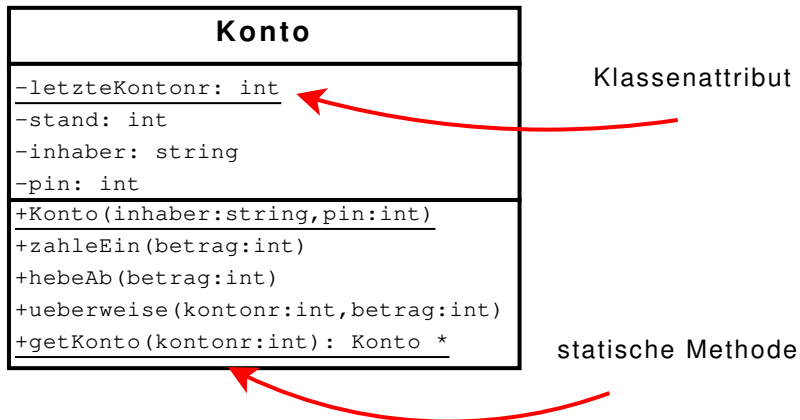 Konto
-letzteKontonr: int
-stand: int
-inhaber: string
-pin: int
+Konto(inhaber:string,pin:int)
+zahleEin(betrag:int)
+hebeAb(betrag:int)
+ueberweise(kontonr:int,betrag:int)
+getKonto(kontonr:int): Konto *
Klassenattribut
statische Methode